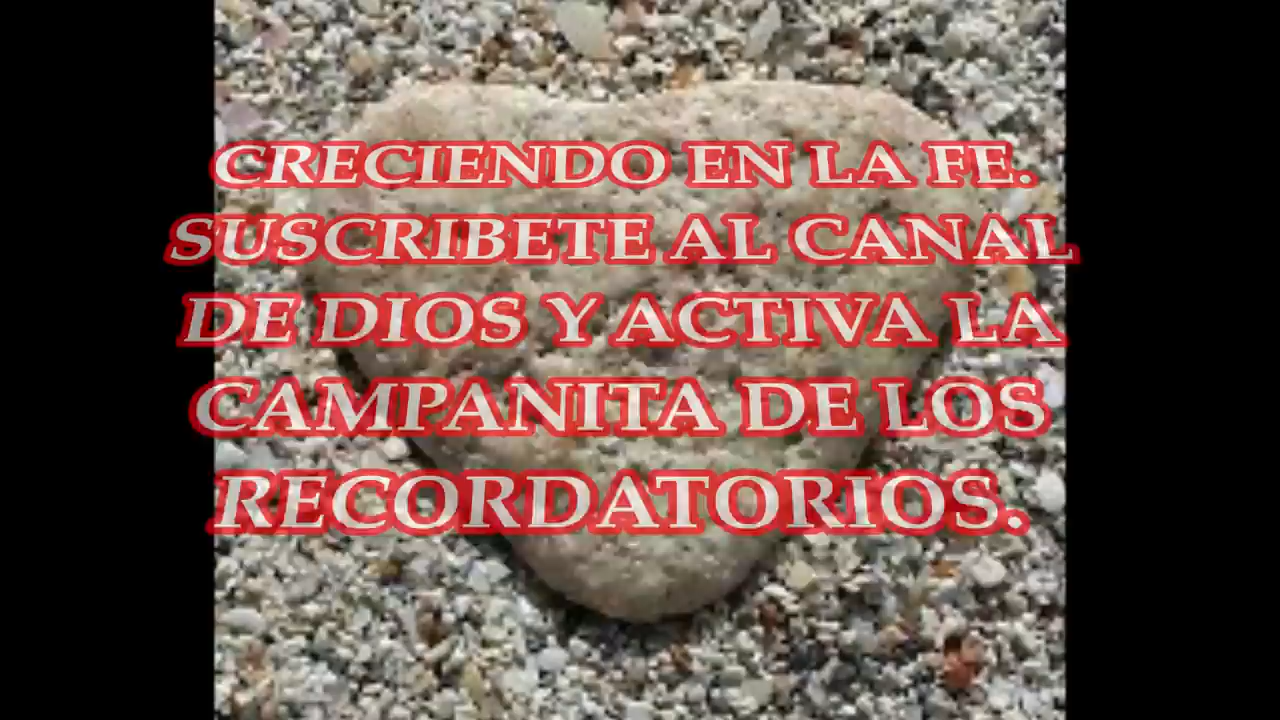 CRECIENDO EN LA FE.
SUSCRIBETE AL CANAL
DE DIOS Y ACTIVA LA
CAMPANITA DE LOS
RECORDATORIOS.